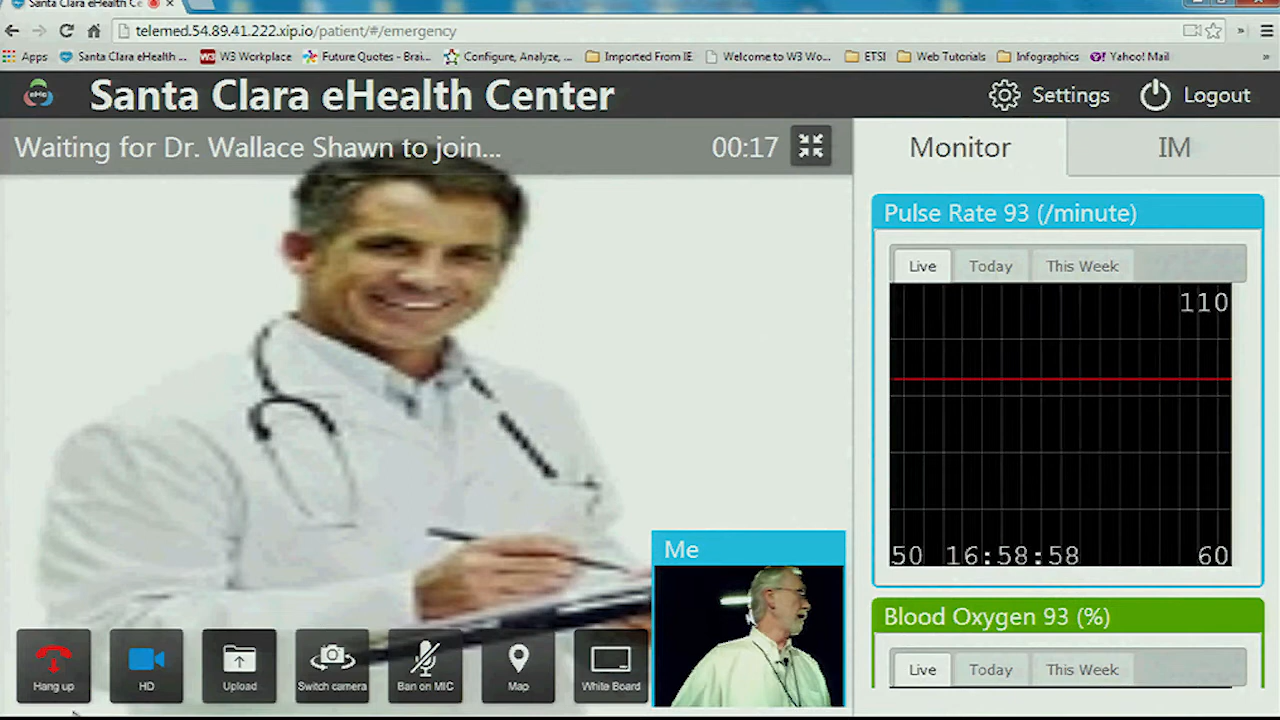 Santa Clara eHealth Ce
telemed.54.89.41.222.xip.io/patient/#/emergency
Apps Santa Clara eHealth ... W3 Workplace Future Quotes - Brai... Configure, Analyze, ... Imported From IE Welcome to W3 Wo... ETSI Web Tutorials Infographics Yahoo! Mail
Santa Clara eHealth Center
Settings Logout
Waiting for Dr. Wallace Shawn to join... 00:17
Monitor IM
Pulse Rate 93 (/minute)
Live Today This Week
110
50 16:58:58 60
Me
Blood Oxygen 93 (%)
Live Today This Week
Hang up HD Upload Switch camera Ban on MIC Map White Board